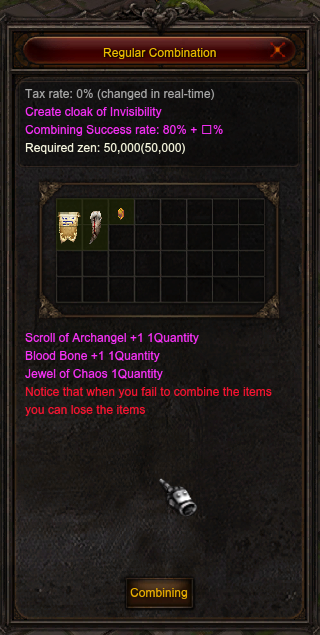 Regular Combination
Tax rate: 0% (changed in real-time)
Create cloak of Invisibility
Combining Success rate: 80% + □%
Required zen: 50,000(50,000)
Scroll of Archangel +1 1Quantity
Blood Bone +1 1Quantity
Jewel of Chaos 1Quantity
Notice that when you fail to combine the items
you can lose the items
Combining